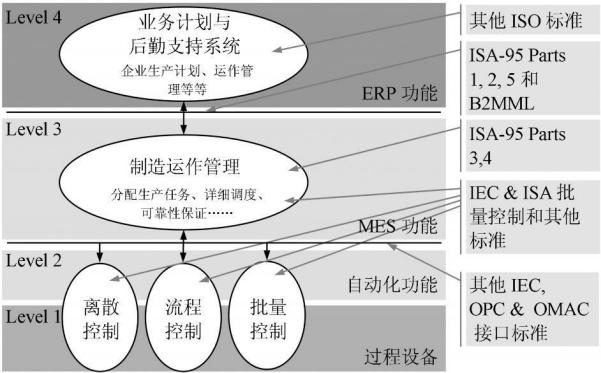 Level 4
业务计划与
后勤支持系统
企业生产计划、运作管
理等等
ERP 功能
Level 3
制造运作管理
分配生产任务、详细调度、
可靠性保证……
MES 功能
Level 2
自动化功能
离散
控制
流程
控制
批量
控制
Level 1
过程设备
其他 ISO 标准
ISA-95 Parts
1, 2, 5 和
B2MML
ISA-95 Parts
3,4
IEC & ISA 批
量控制和其他
标准
其他 IEC,
OPC & OMAC
接口标准